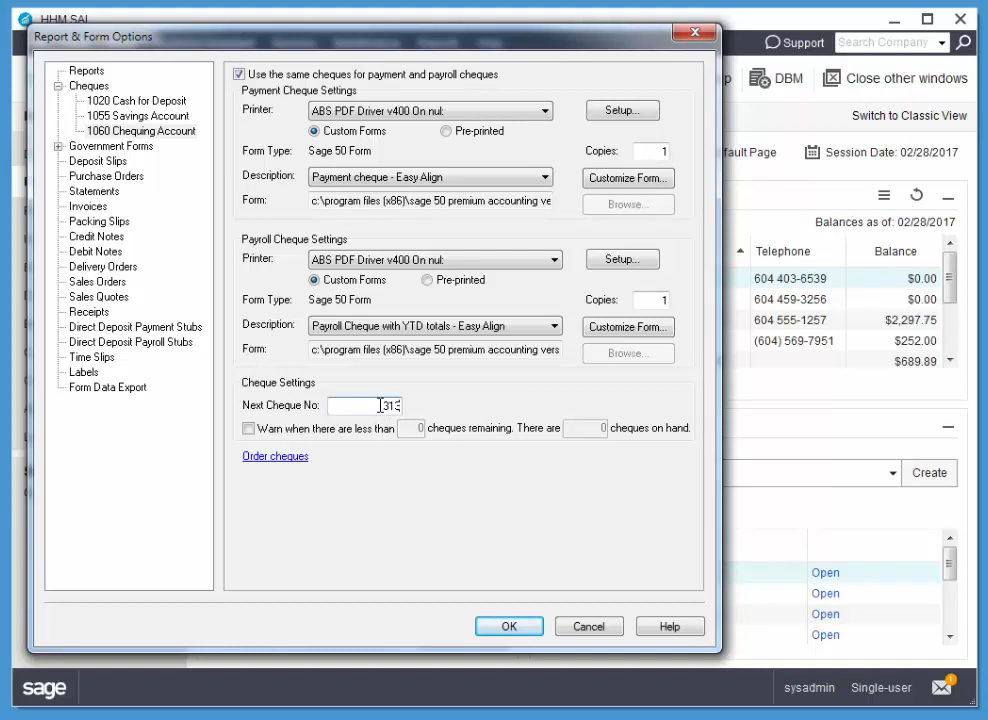 HHM SAI
Report & Form Options
Support
Search Company
DBM
Close other windows
Switch to Classic View
fault Page
Session Date: 02/28/2017
Reports
Cheques
1020 Cash for Deposit
1055 Savings Account
1060 Chequing Account
Government Forms
Deposit Slips
Purchase Orders
Statements
Invoices
Packing Slips
Credit Notes
Debit Notes
Delivery Orders
Sales Orders
Sales Quotes
Receipts
Direct Deposit Payment Stubs
Direct Deposit Payroll Stubs
Time Slips
Labels
Form Data Export
Use the same cheques for payment and payroll cheques
Payment Cheque Settings
Printer: ABS PDF Driver v400 On nul: Setup...
Custom Forms Pre-printed
Form Type: Sage 50 Form Copies: 1
Description: Payment cheque - Easy Align Customize Form...
Form: c:\program files (x86)\sage 50 premium accounting ve Browse...
Payroll Cheque Settings
Printer: ABS PDF Driver v400 On nul: Setup...
Custom Forms Pre-printed
Form Type: Sage 50 Form Copies: 1
Description: Payroll Cheque with YTD totals - Easy Align Customize Form...
Form: c:\program files (x86)\sage 50 premium accounting vers Browse...
Cheque Settings
Next Cheque No: 313
Warn when there are less than 0 cheques remaining. There are 0 cheques on hand.
Order cheques
OK Cancel Help
Balances as of: 02/28/2017
Telephone Balance
604 403-6539 $0.00
604 459-3256 $0.00
604 555-1257 $2,297.75
(604) 569-7951 $252.00
$689.89
Create
Open
Open
Open
Open
sage
sysadmin Single-user 1